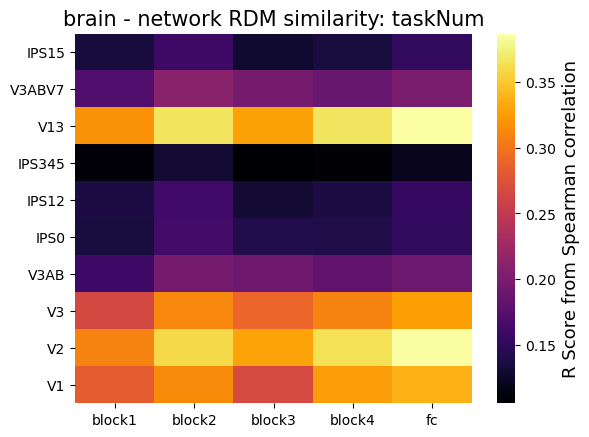 brain - network RDM similarity: taskNum
IPS15
V3ABV7
V13
IPS345
IPS12
IPS0
V3AB
V3
V2
V1
block1 block2 block3 block4 fc
0.35
0.30
0.25
0.20
0.15
R Score from Spearman correlation